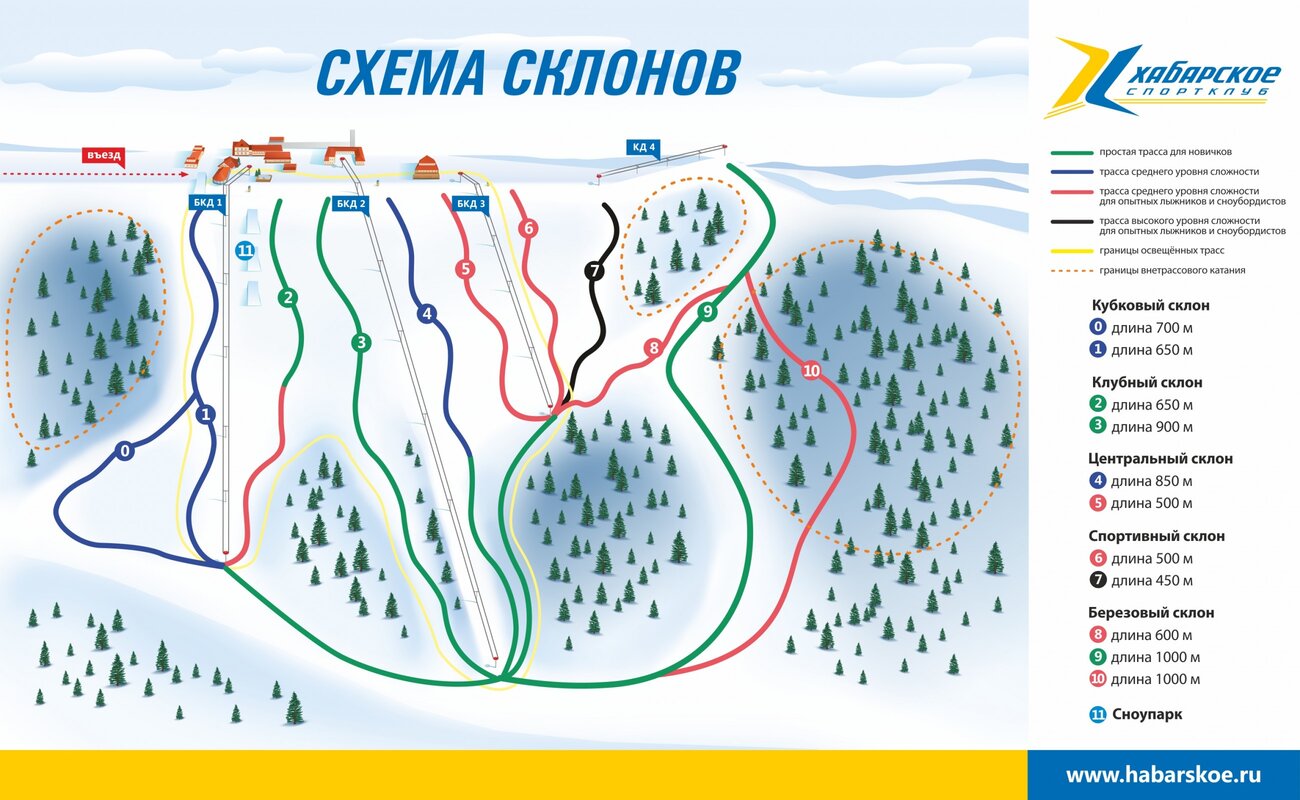 СХЕМА СКЛОНОВ
ХАБАРСКОЕ
СПОРТКЛУБ
въезд
КД 4
БКД 1
БКД 2
БКД 3
11
6
5
7
2
4
9
3
8
10
1
0
простая трасса для новичков
трасса среднего уровня сложности
трасса среднего уровня сложности
для опытных лыжников и сноубордистов
трасса высокого уровня сложности
для опытных лыжников и сноубордистов
границы освещённых трасс
границы внетрассового катания
Кубковый склон
0 длина 700 м
1 длина 650 м
Клубный склон
2 длина 650 м
3 длина 900 м
Центральный склон
4 длина 850 м
5 длина 500 м
Спортивный склон
6 длина 500 м
7 длина 450 м
Березовый склон
8 длина 600 м
9 длина 1000 м
10 длина 1000 м
11 Сноупарк
www.habarskoe.ru